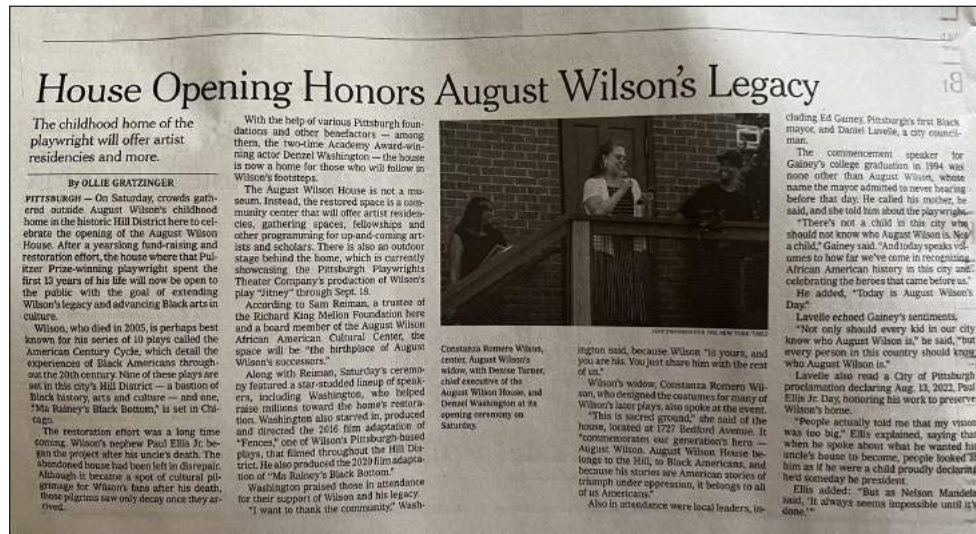 House Opening Honors August Wilson's Legacy
The childhood home of the
playwright will offer artist
residencies and more.
By OLLIE GRATZINGER
PITTSBURGH — On Saturday, crowds gath-
ered outside August Wilson's childhood
home in the historic Hill District here to cel-
ebrate the opening of the August Wilson
House. After a yearslong fund-raising and
restoration effort, the house where that Pul-
itzer Prize-winning playwright spent the
first 13 years of his life will now be open to
the public with the goal of extending
Wilson's legacy and advancing Black arts in
culture.
Wilson, who died in 2005, is perhaps best
known for his series of 10 plays called the
American Century Cycle, which detail the
experiences of Black Americans through-
out the 20th century. Nine of these plays are
set in this city's Hill District — a bastion of
Black history, arts and culture — and one,
"Ma Rainey's Black Bottom," is set in Chi-
cago.
The restoration effort was a long time
coming. Wilson's nephew Paul Ellis Jr. be-
gan the project after his uncle's death. The
abandoned house had been left in disrepair.
Although it became a spot of cultural pil-
grimage for Wilson's fans after his death,
those pilgrims saw only decay once they ar-
rived.
With the help of various Pittsburgh foun-
dations and other benefactors — among
them, the two-time Academy Award-win-
ning actor Denzel Washington — the house
is now a home for those who will follow in
Wilson's footsteps.
The August Wilson House is not a mu-
seum. Instead, the restored space is a com-
munity center that will offer artist residen-
cies, gathering spaces, fellowships and
other programming for up-and-coming art-
ists and scholars. There is also an outdoor
stage behind the home, which is currently
showcasing the Pittsburgh Playwrights
Theater Company's production of Wilson's
play "Jitney" through Sept. 18.
According to Sam Reiman, a trustee of
the Richard King Mellon Foundation here
and a board member of the August Wilson
African American Cultural Center, the
space will be "the birthplace of August
Wilson's successors."
Along with Reiman, Saturday's ceremo-
ny featured a star-studded lineup of speak-
ers, including Washington, who helped
raise millions toward the home's restora-
tion. Washington also starred in, produced
and directed the 2016 film adaptation of
"Fences," one of Wilson's Pittsburgh-based
plays, that filmed throughout the Hill Dis-
trict. He also produced the 2020 film adapta-
tion of "Ma Rainey's Black Bottom."
Washington praised those in attendance
for their support of Wilson and his legacy.
"I want to thank the community," Wash-
FOR THE NEW YORK TIMES
Constanza Romero Wilson,
center, August Wilson's
widow, with Denise Turner,
chief executive of the
August Wilson House, and
Denzel Washington at its
opening ceremony on
Saturday.
ington said, because Wilson "is yours, and
you are his. You just share him with the rest
of us."
Wilson's widow, Constanza Romero Wil-
son, who designed the costumes for many of
Wilson's later plays, also spoke at the event.
"This is sacred ground," she said of the
house, located at 1727 Bedford Avenue. It
"commemorates our generation's hero —
August Wilson. August Wilson House be-
longs to the Hill, to Black Americans, and
because his stories are American stories of
triumph under oppression, it belongs to all
of us Americans."
Also in attendance were local leaders, in-
cluding Ed Gainey, Pittsburgh's first Black
mayor, and Daniel Lavelle, a city council-
man.
The commencement speaker for
Gainey's college graduation in 1994 was
none other than August Wilson, whose
name the mayor admitted to never hearing
before that day. He called his mother, he
said, and she told him about the playwright.
"There's not a child in this city who
should not know who August Wilson is. Not
a child," Gainey said. "And today speaks vol-
umes to how far we've come in recognizing
African American history in this city and
celebrating the heroes that came before us."
He added, "Today is August Wilson's
Day."
Lavelle echoed Gainey's sentiments.
"Not only should every kid in our city
know who August Wilson is," he said, "but
every person in this country should know
who August Wilson is."
Lavelle also read a City of Pittsburgh
proclamation declaring Aug. 13, 2022, Paul
Ellis Jr. Day, honoring his work to preserve
Wilson's home.
"People actually told me that my vision
was too big," Ellis explained, saying that
when he spoke about what he wanted his
uncle's house to become, people looked at
him as if he were a child proudly declaring
he'd someday be president.
Ellis added: "But as Nelson Mandela
said, 'It always seems impossible until it's
done.'"